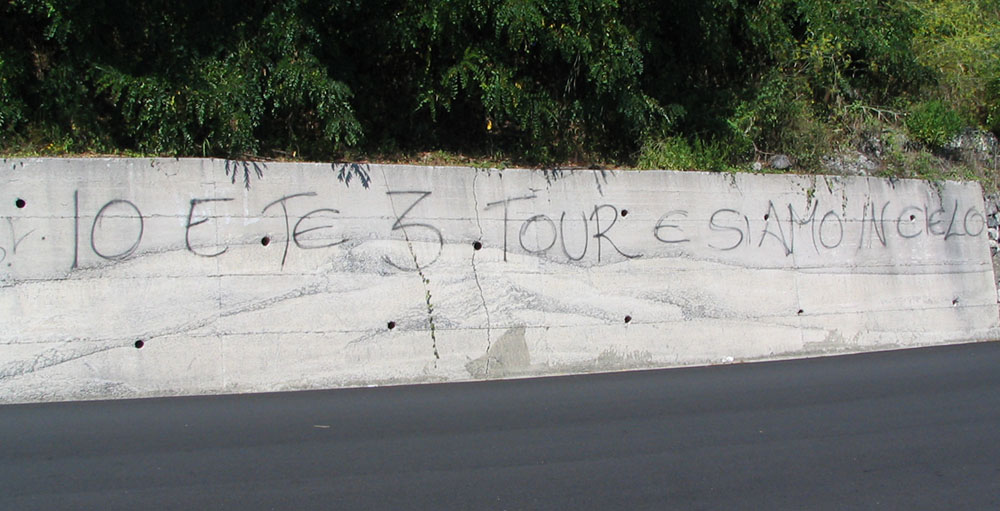 IO E TE 3 TOUR E SIAMO IN CIELO